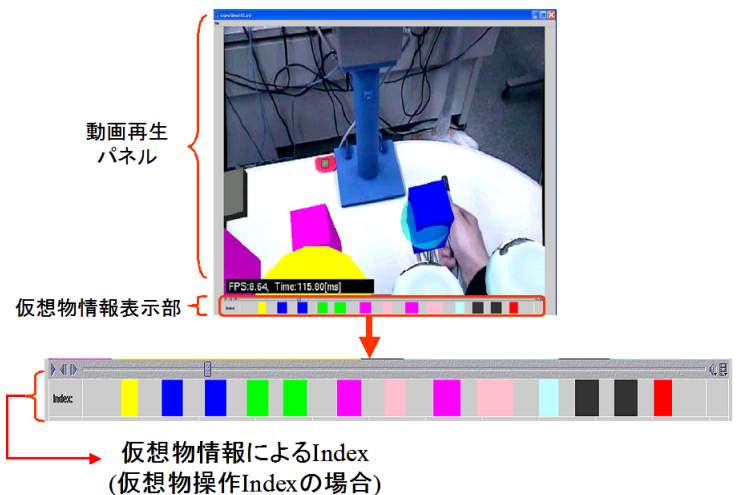 動画再生
パネル
FPS:8.64, Time:115.80[ms]
仮想物情報表示部
Index:
仮想物情報によるIndex
(仮想物操作Indexの場合)